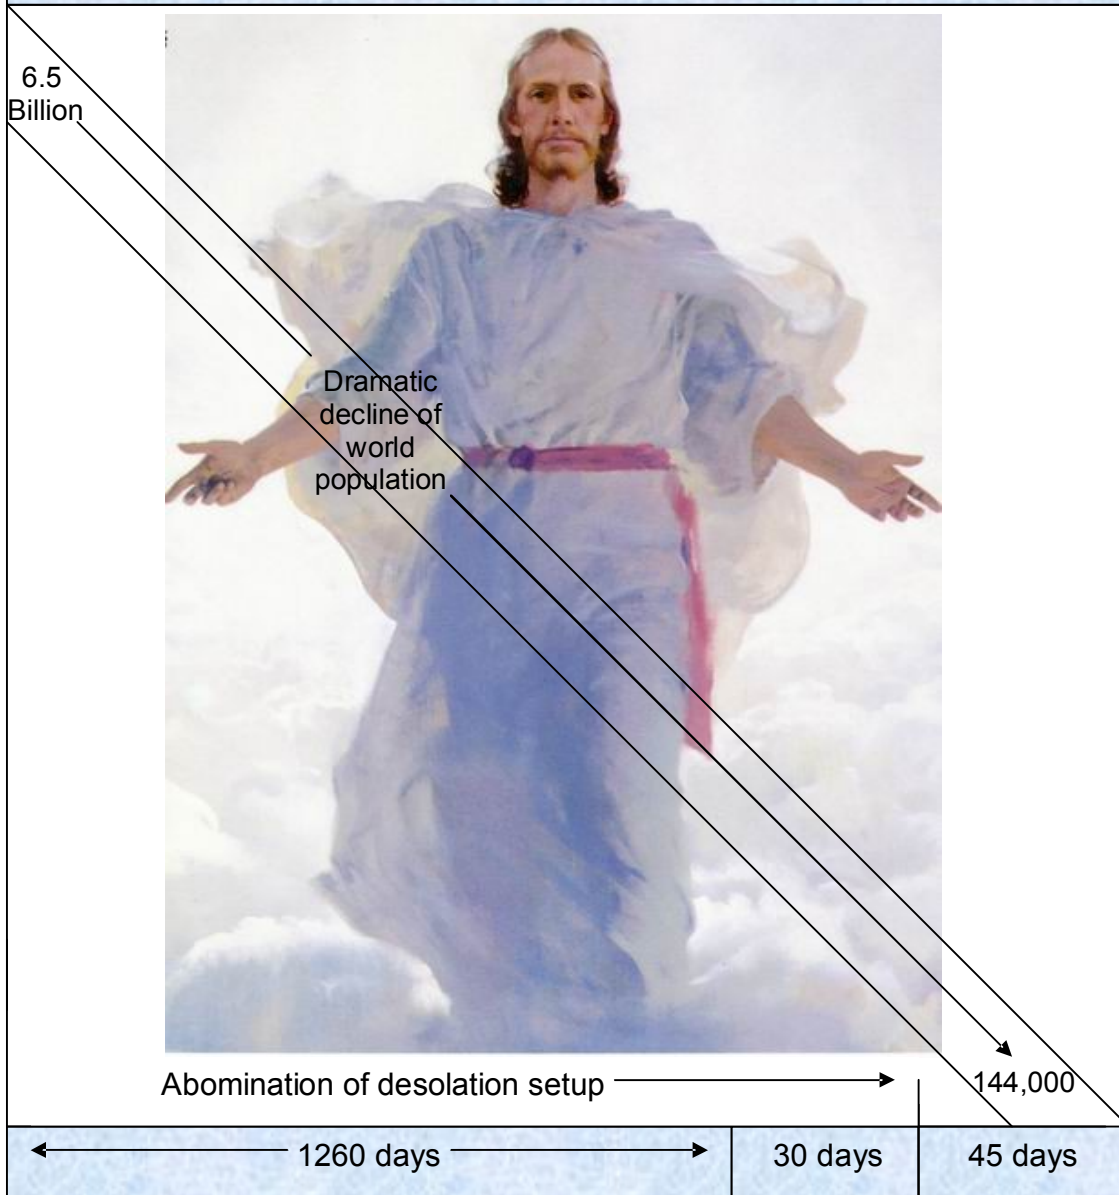 6.5
Billion
Dramatic
decline of
world
population
Abomination of desolation setup
144,000
1260 days
30 days
45 days